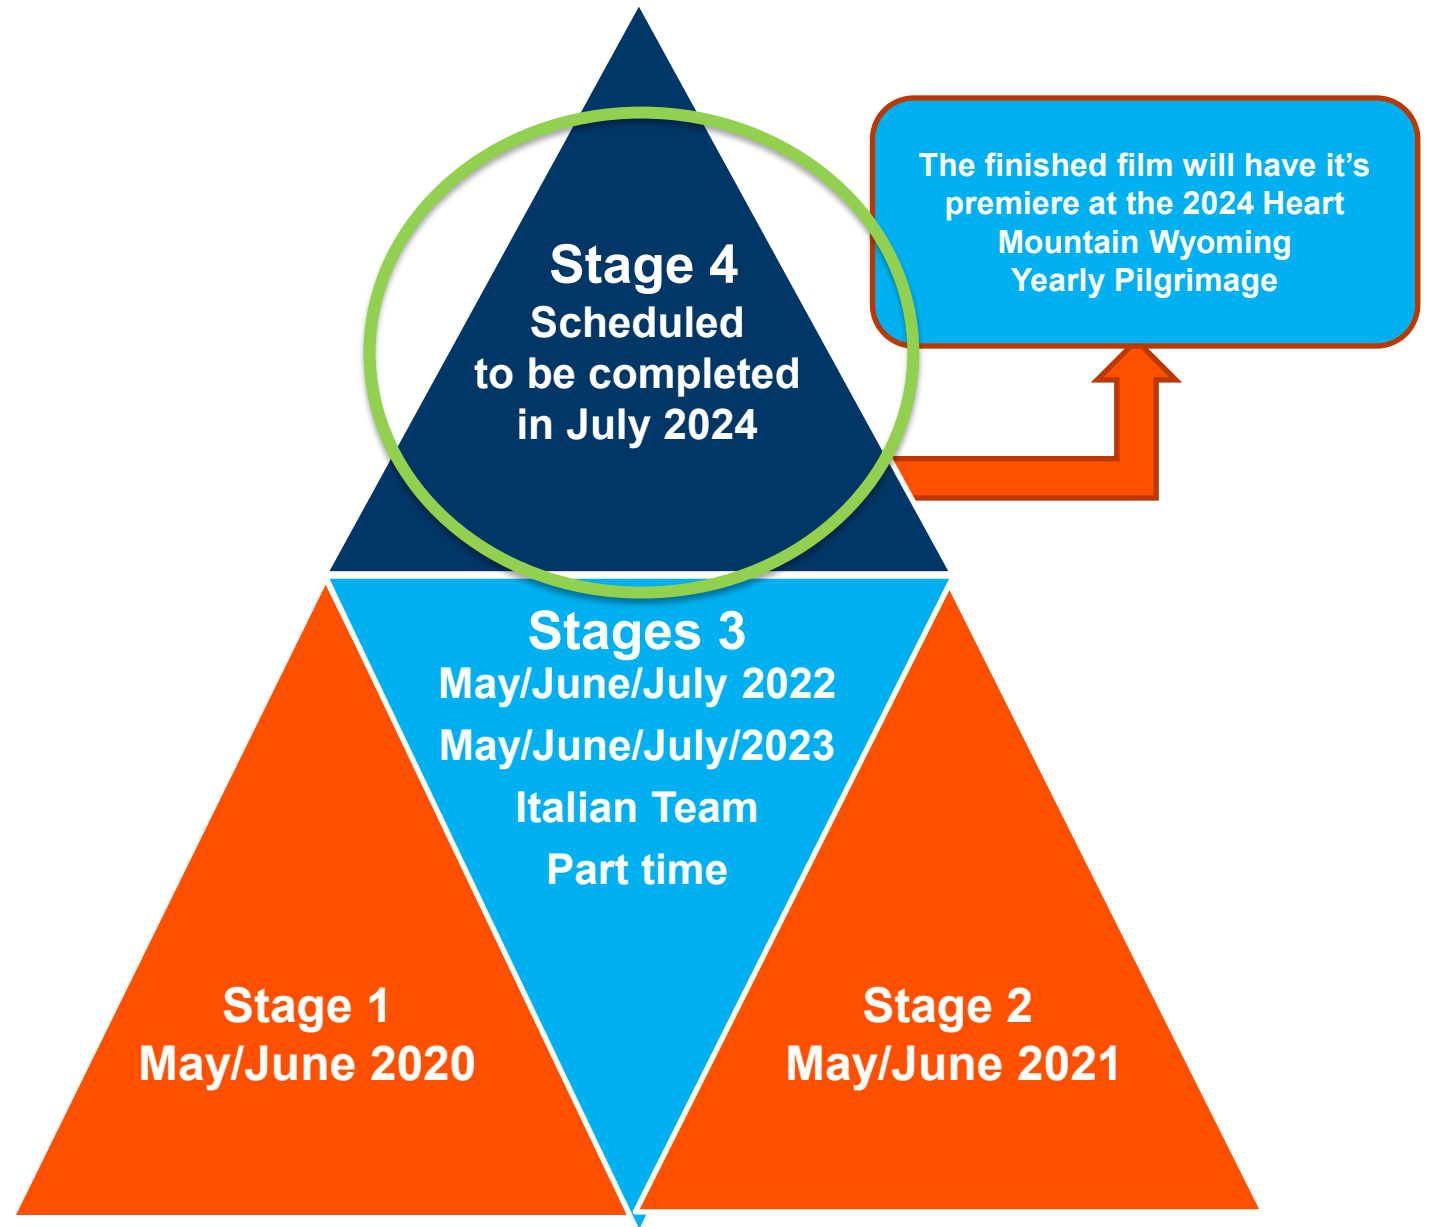 Stage 4
Scheduled
to be completed
in July 2024
The finished film will have it’s
premiere at the 2024 Heart
Mountain Wyoming
Yearly Pilgrimage
Stages 3
May/June/July 2022
May/June/July/2023
Italian Team
Part time
Stage 1
May/June 2020
Stage 2
May/June 2021